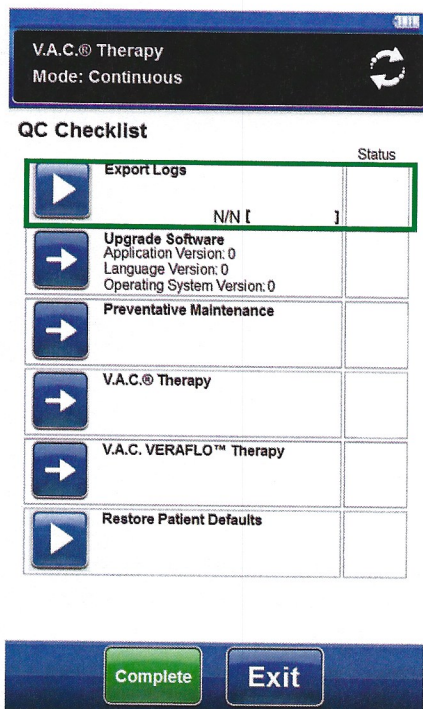 V.A.C.® Therapy
Mode: Continuous
QC Checklist
Status
Export Logs
N/N [ ]
Upgrade Software
Application Version: 0
Language Version: 0
Operating System Version: 0
Preventative Maintenance
V.A.C.® Therapy
V.A.C. VERAFLO™ Therapy
Restore Patient Defaults
Complete
Exit